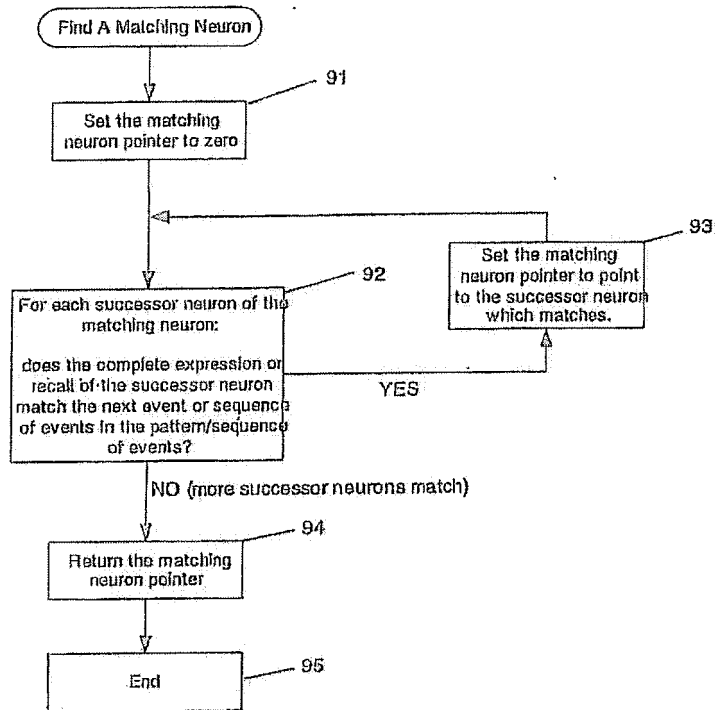 Find A Matching Neuron
91
Set the matching
neuron pointer to zero
93
Set the matching
neuron pointer to point
to the successor neuron
which matches.
92
For each successor neuron of the
matching neuron:
does the complete expression or
recall of the successor neuron
match the next event or sequence
of events in the pattern/sequence
of events?
YES
NO (more successor neurons match)
94
Return the matching
neuron pointer
95
End